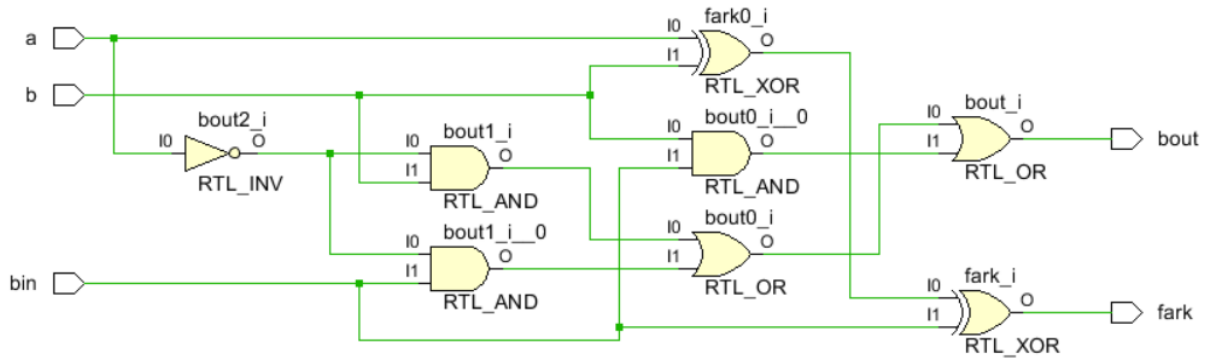 a
b
bin
bout2_i
I0
O
RTL_INV
bout1_i
I0
I1
O
RTL_AND
bout1_i__0
I0
I1
O
RTL_AND
fark0_i
I0
I1
O
RTL_XOR
bout0_i__0
I0
I1
O
RTL_AND
bout0_i
I0
I1
O
RTL_OR
bout_i
I0
I1
O
RTL_OR
bout
fark_i
I0
I1
O
RTL_XOR
fark